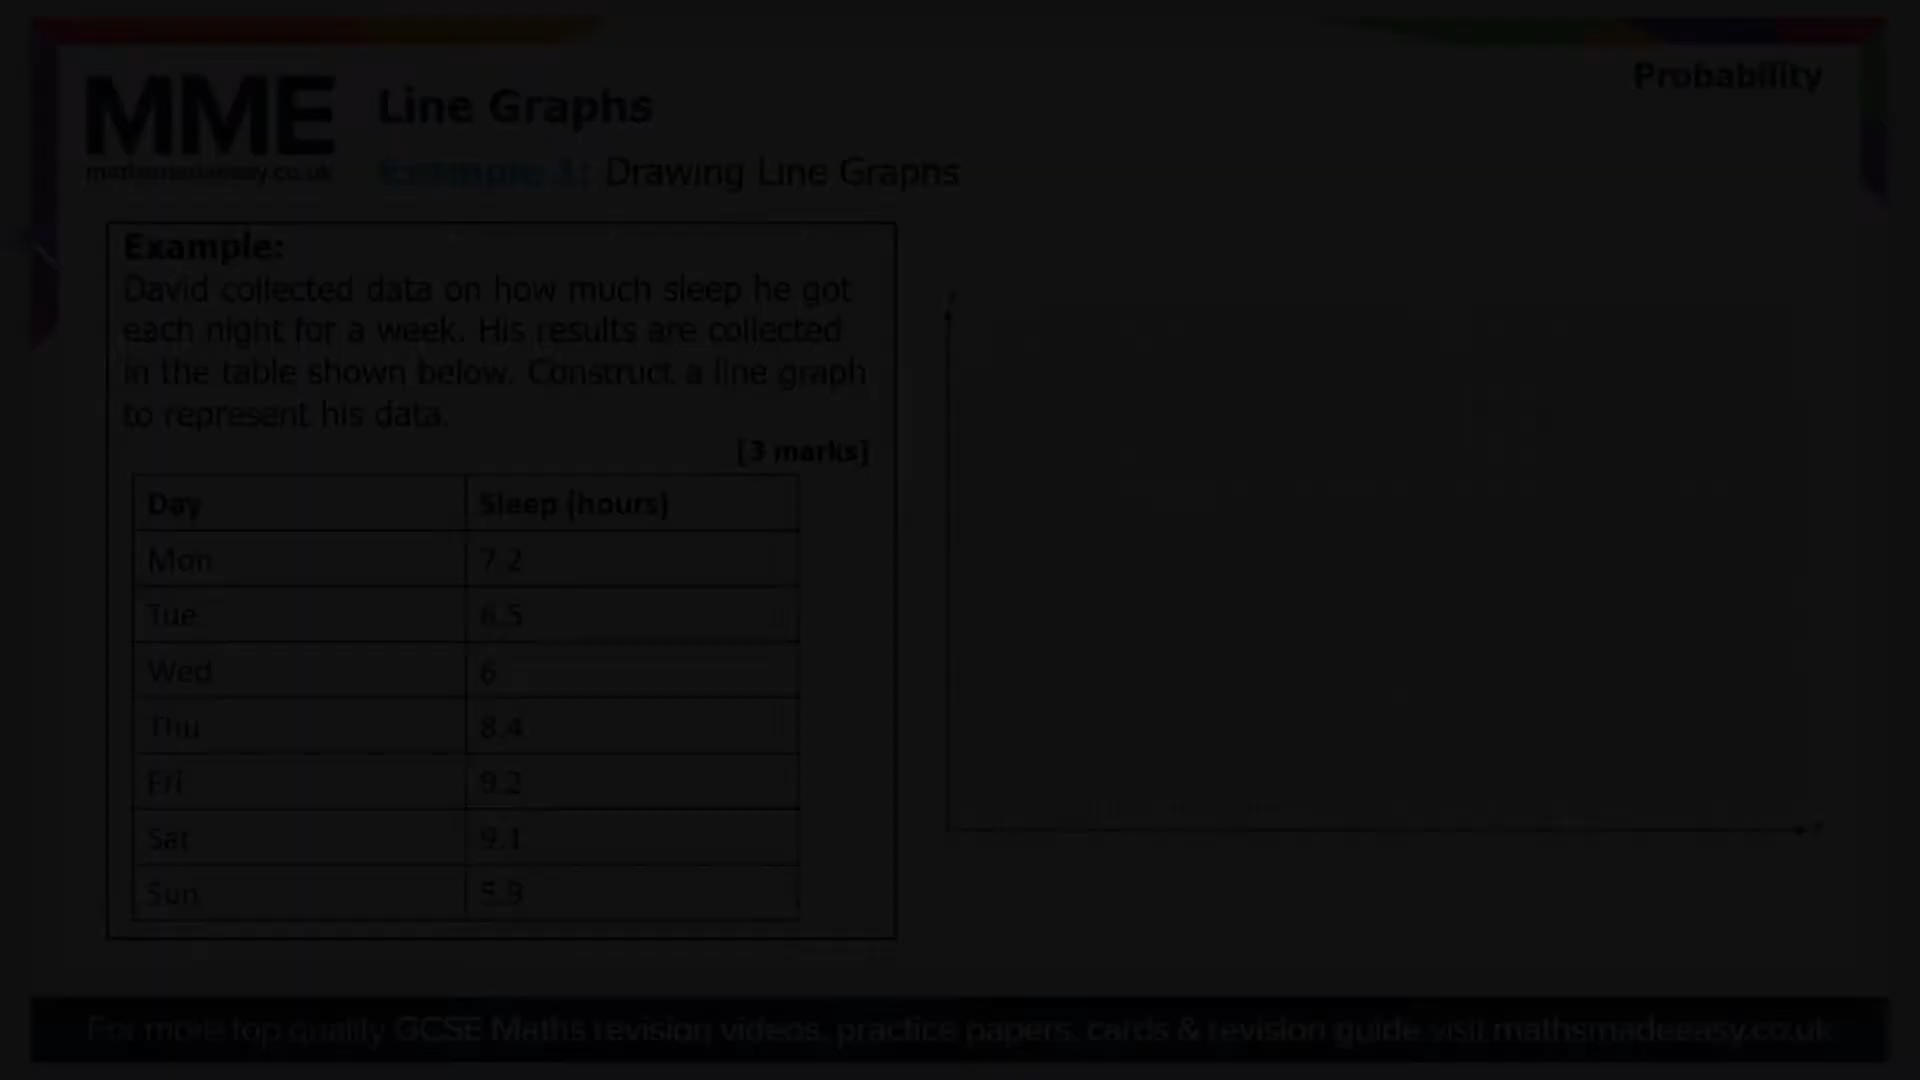 Probability
MME
mathsmadeeasy.co.uk
Line Graphs
Example 1: Drawing Line Graphs
Example:
David collected data on how much sleep he got
each night for a week. His results are collected
in the table shown below. Construct a line graph
to represent his data.
[3 marks]
Day Sleep (hours)
Mon 7.2
Tue 6.5
Wed 6
Thu 8.4
Fri 9.2
Sat 9.1
Sun 5.9
For more top quality GCSE Maths revision videos, practice papers, cards & revision guide visit mathsmadeeasy.co.uk